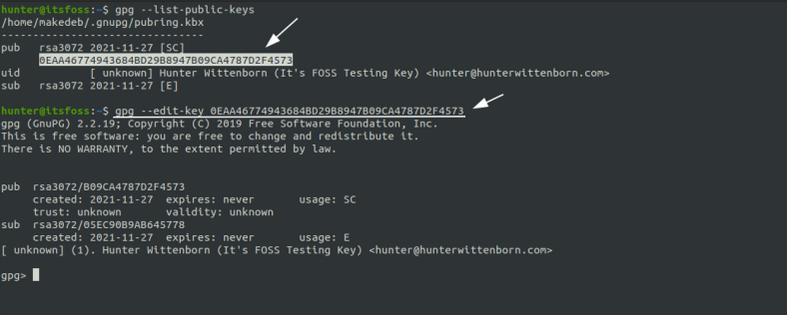 hunter@itsfoss:~$ gpg --list-public-keys
/home/makedeb/.gnupg/pubring.kbx
--------------------------------
pub   rsa3072 2021-11-27 [SC]
      0EAA46774943684BD29B8947B09CA4787D2F4573
uid           [ unknown] Hunter Wittenborn (It's FOSS Testing Key) <hunter@hunterwittenborn.com>
sub   rsa3072 2021-11-27 [E]

hunter@itsfoss:~$ gpg --edit-key 0EAA46774943684BD29B8947B09CA4787D2F4573
gpg (GnuPG) 2.2.19; Copyright (C) 2019 Free Software Foundation, Inc.
This is free software: you are free to change and redistribute it.
There is NO WARRANTY, to the extent permitted by law.

pub  rsa3072/B09CA4787D2F4573
     created: 2021-11-27  expires: never       usage: SC
     trust: unknown       validity: unknown
sub  rsa3072/05EC90B9AB645778
     created: 2021-11-27  expires: never       usage: E
[ unknown] (1). Hunter Wittenborn (It's FOSS Testing Key) <hunter@hunterwittenborn.com>

gpg>